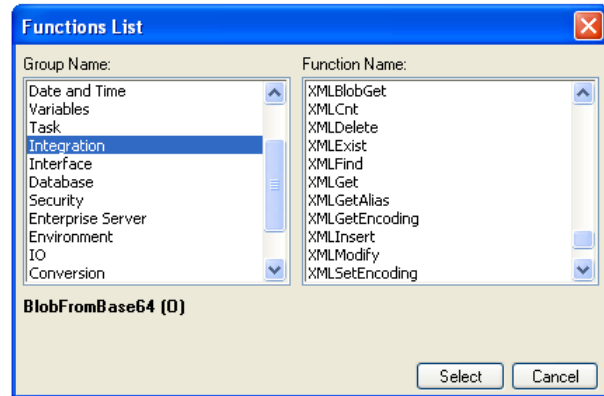 Functions List
Group Name:
Date and Time
Variables
Task
Integration
Interface
Database
Security
Enterprise Server
Environment
IO
Conversion
Function Name:
XMLBlobGet
XMLCnt
XMLDelete
XMLExist
XMLFind
XMLGet
XMLGetAlias
XMLGetEncoding
XMLInsert
XMLModify
XMLSetEncoding
BlobFromBase64 (0)
Select
Cancel